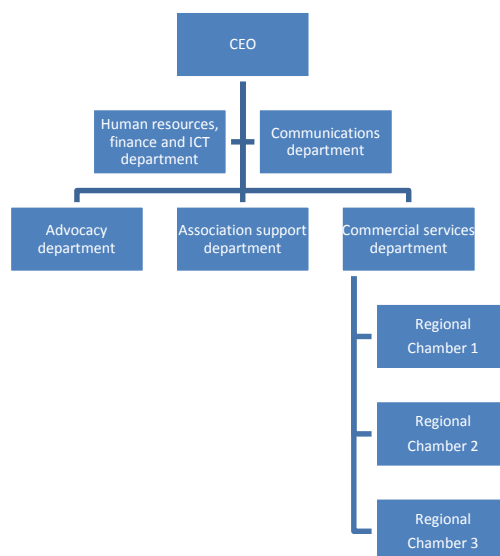 CEO
Human resources,
finance and ICT
department
Communications
department
Advocacy
department
Association support
department
Commercial services
department
Regional
Chamber 1
Regional
Chamber 2
Regional
Chamber 3